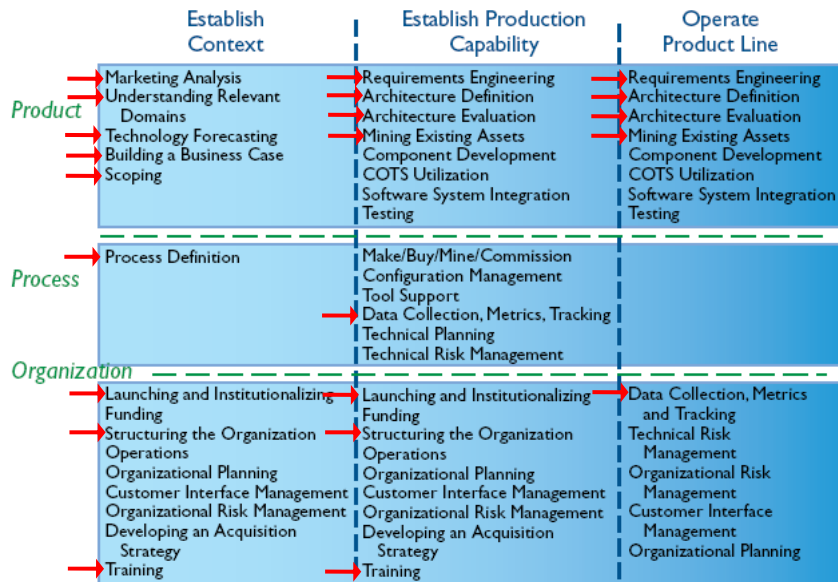 Establish
Context
Establish Production
Capability
Operate
Product Line
Product
Marketing Analysis
Understanding Relevant
Domains
Technology Forecasting
Building a Business Case
Scoping
Requirements Engineering
Architecture Definition
Architecture Evaluation
Mining Existing Assets
Component Development
COTS Utilization
Software System Integration
Testing
Requirements Engineering
Architecture Definition
Architecture Evaluation
Mining Existing Assets
Component Development
COTS Utilization
Software System Integration
Testing
Process
Process Definition
Make/Buy/Mine/Commission
Configuration Management
Tool Support
Data Collection, Metrics, Tracking
Technical Planning
Technical Risk Management
Organization
Launching and Institutionalizing
Funding
Structuring the Organization
Operations
Organizational Planning
Customer Interface Management
Organizational Risk Management
Developing an Acquisition
Strategy
Training
Launching and Institutionalizing
Funding
Structuring the Organization
Operations
Organizational Planning
Customer Interface Management
Organizational Risk Management
Developing an Acquisition
Strategy
Training
Data Collection, Metrics
and Tracking
Technical Risk
Management
Organizational Risk
Management
Customer Interface
Management
Organizational Planning